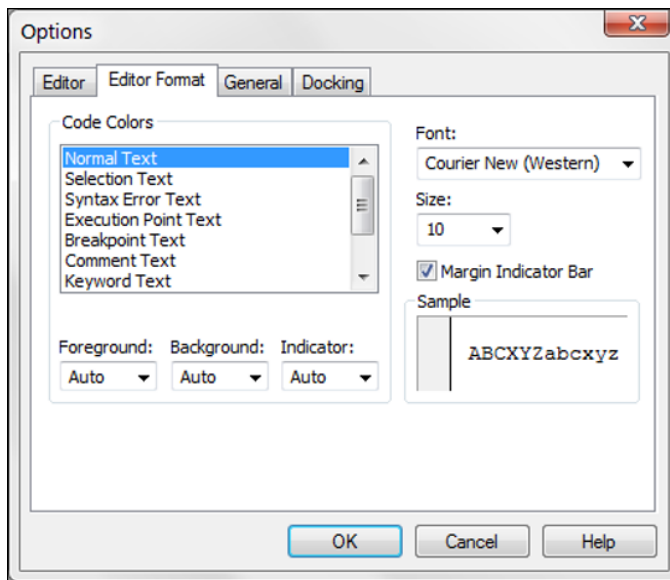 Options
Editor Editor Format General Docking
Code Colors
Normal Text
Selection Text
Syntax Error Text
Execution Point Text
Breakpoint Text
Comment Text
Keyword Text
Foreground: Background: Indicator:
Auto Auto Auto
Font:
Courier New (Western)
Size:
10
Margin Indicator Bar
Sample
ABCXYZabcxyz
OK Cancel Help